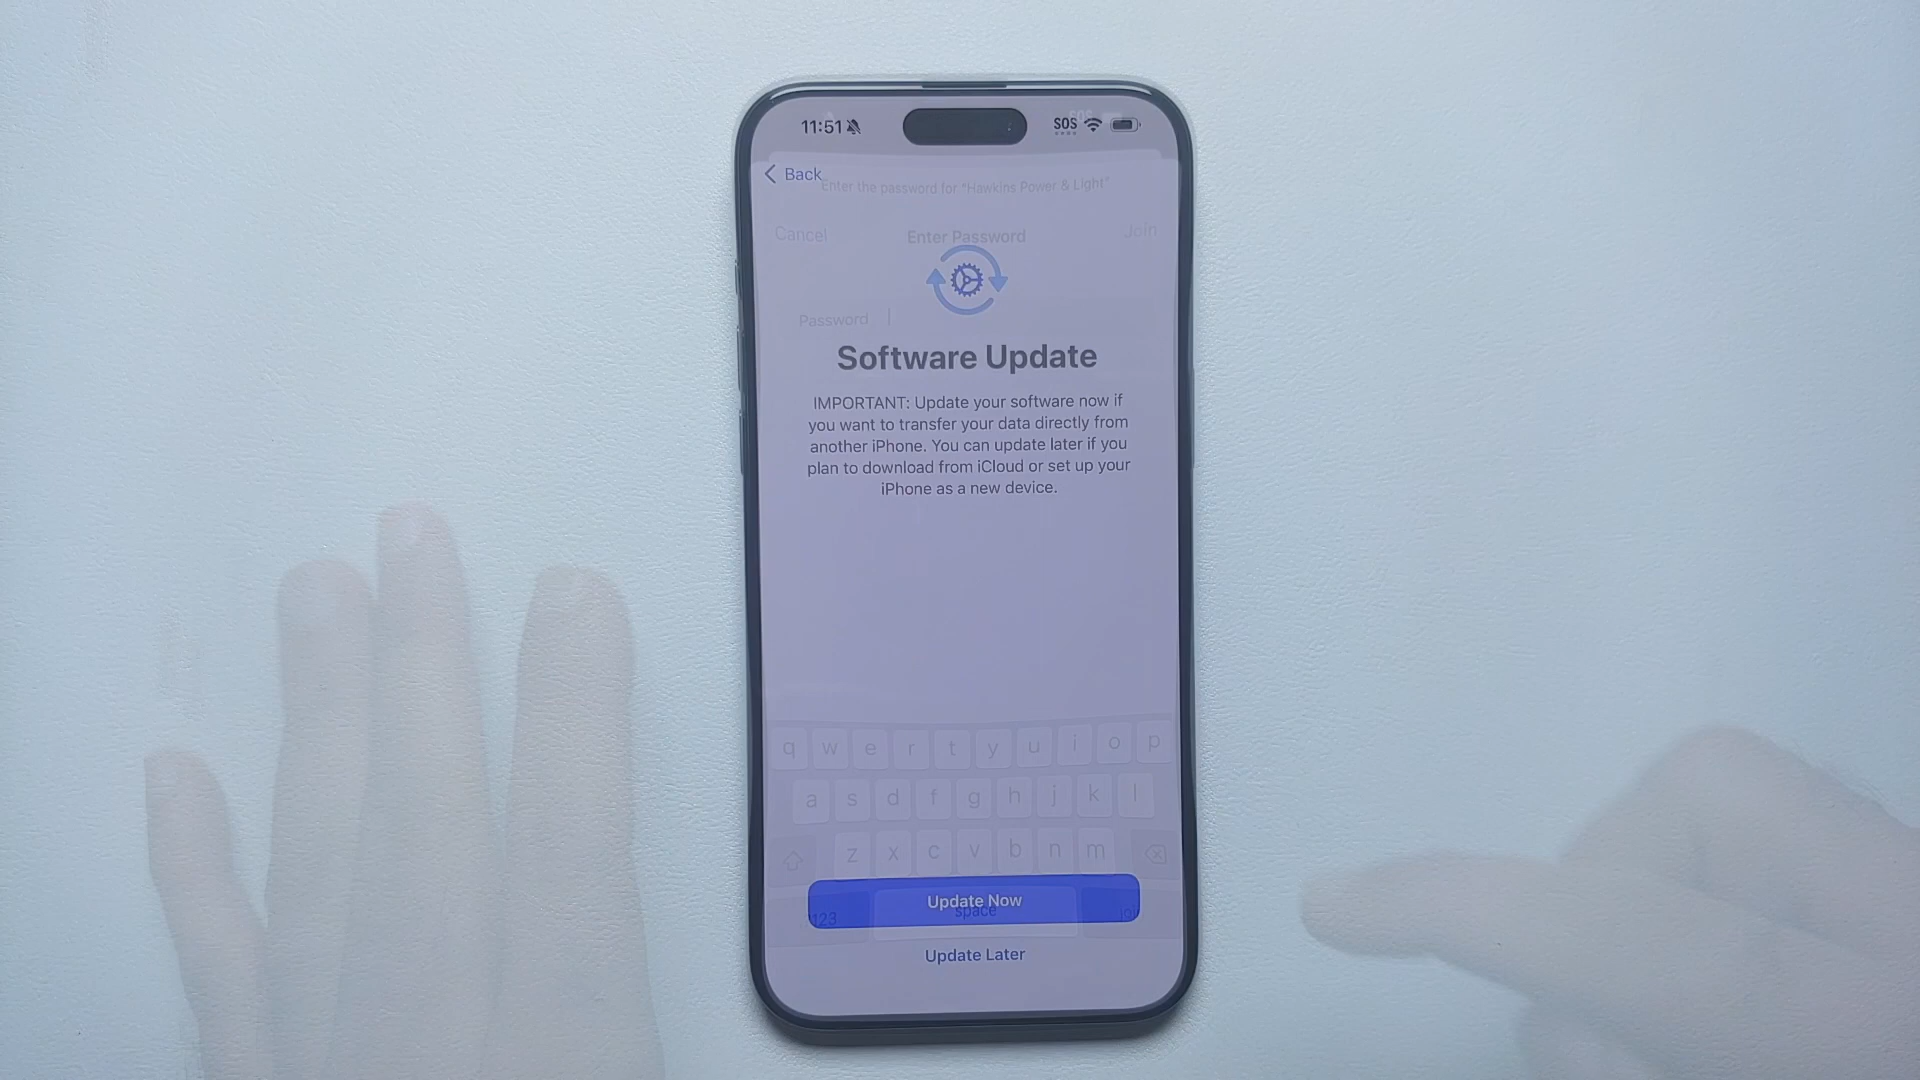 11:51
SOS
Back
Enter the password for “Hawkins Power & Light”
Cancel
Enter Password
Join
Password
Software Update
IMPORTANT: Update your software now if
you want to transfer your data directly from
another iPhone. You can update later if you
plan to download from iCloud or set up your
iPhone as a new device.
q w e r t y u i o p
a s d f g h j k l
z x c v b n m
Update Now
123 space join
Update Later